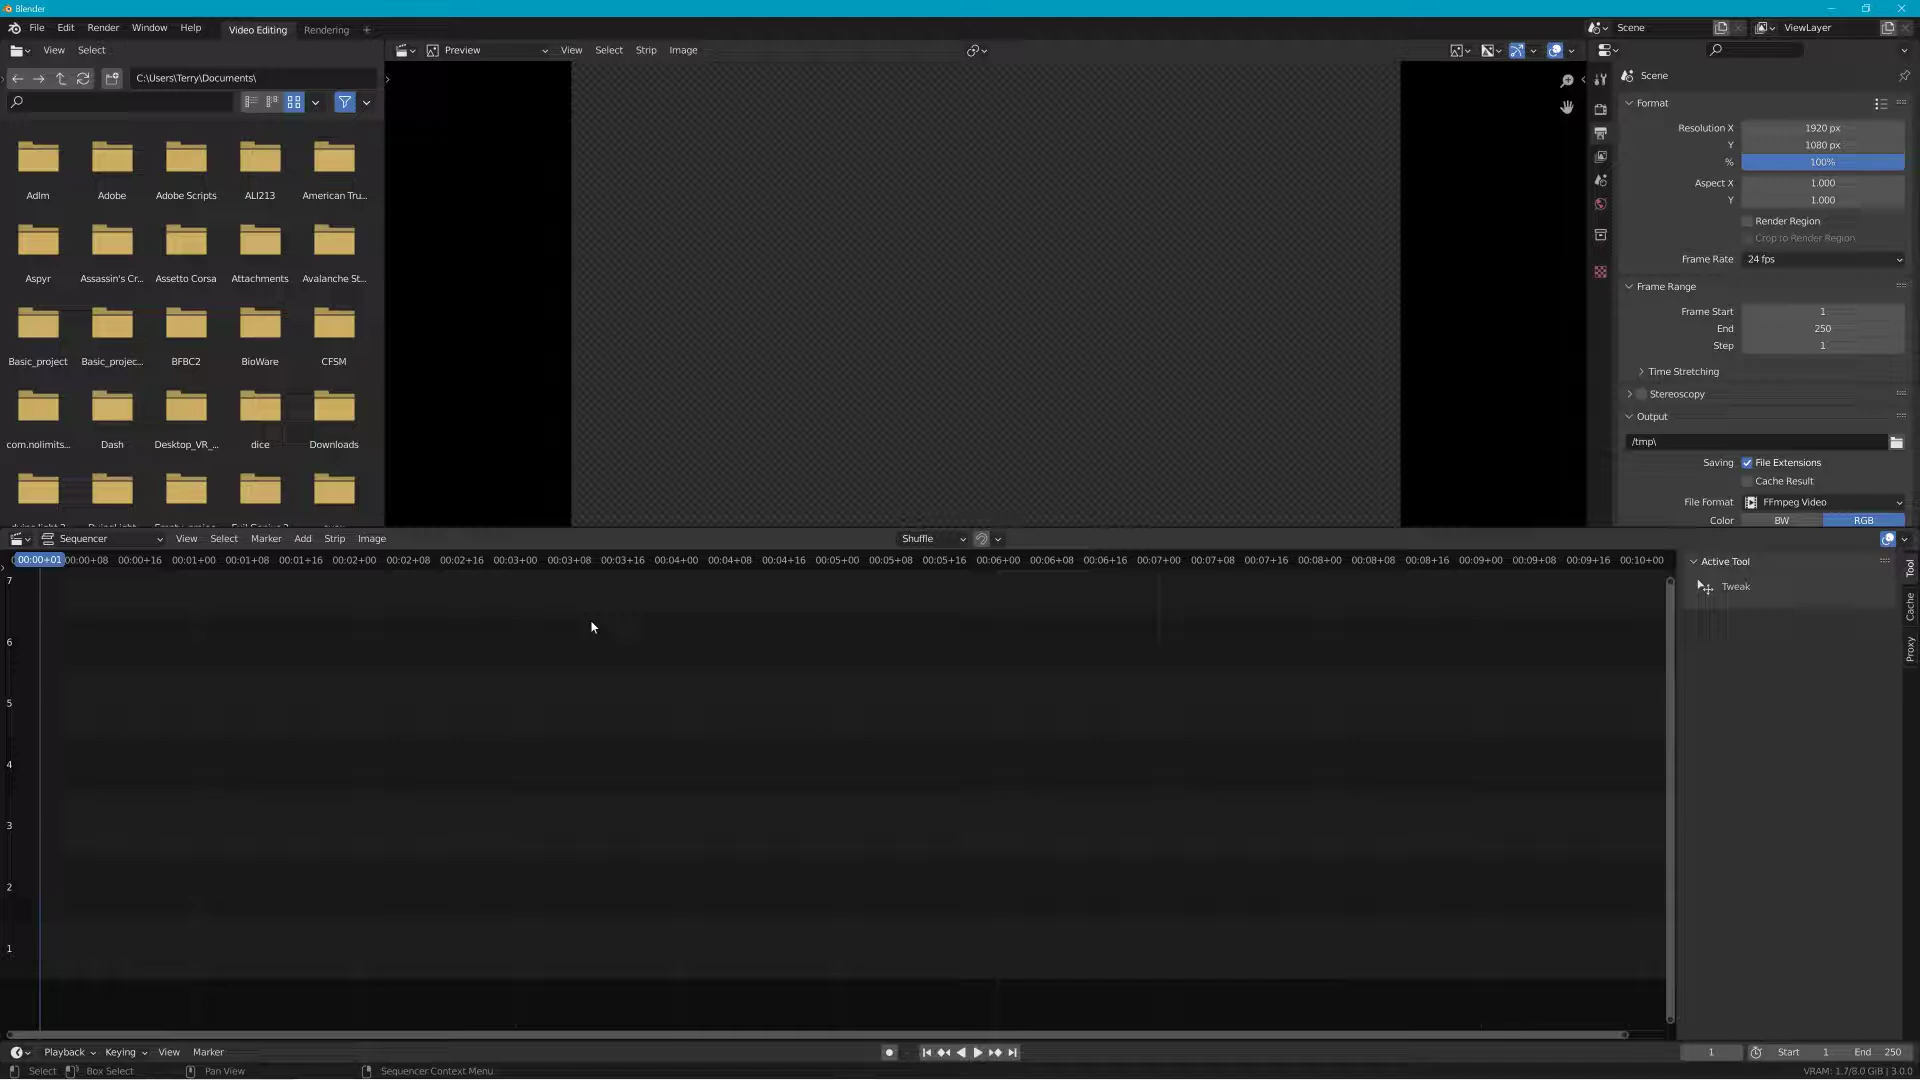 Blender
File Edit Render Window Help Video Editing Rendering + Scene ViewLayer
View Select Preview View Select Strip Image
C:\Users\Terry\Documents\
Adlm Adobe Adobe Scripts ALI213 American Tru...
Aspyr Assassin's Cr... Assetto Corsa Attachments Avalanche St...
Basic_project Basic_projec... BFBC2 BioWare CFSM
com.nolimits... Dash Desktop_VR_... dice Downloads
Scene
Format
Resolution X 1920 px
Y 1080 px
% 100%
Aspect X 1.000
Y 1.000
Render Region
Crop to Render Region
Frame Rate 24 fps
Frame Range
Frame Start 1
End 250
Step 1
Time Stretching
Stereoscopy
Output
/tmp\
Saving File Extensions
Cache Result
File Format FFmpeg Video
Color BW RGB
Sequencer View Select Marker Add Strip Image Shuffle
00:00+01 00:00+08 00:00+16 00:01+00 00:01+08 00:01+16 00:02+00 00:02+08 00:02+16 00:03+00 00:03+08 00:03+16 00:04+00 00:04+08 00:04+16 00:05+00 00:05+08 00:05+16 00:06+00 00:06+08 00:06+16 00:07+00 00:07+08 00:07+16 00:08+00 00:08+08 00:08+16 00:09+00 00:09+08 00:09+16 00:10+00
7
6
5
4
3
2
1
Active Tool
Tweak
Tool
Cache
Proxy
Playback Keying View Marker 1 Start 1 End 250
Select Box Select Pan View Sequencer Context Menu VRAM: 1.7/8.0 GiB | 3.0.0